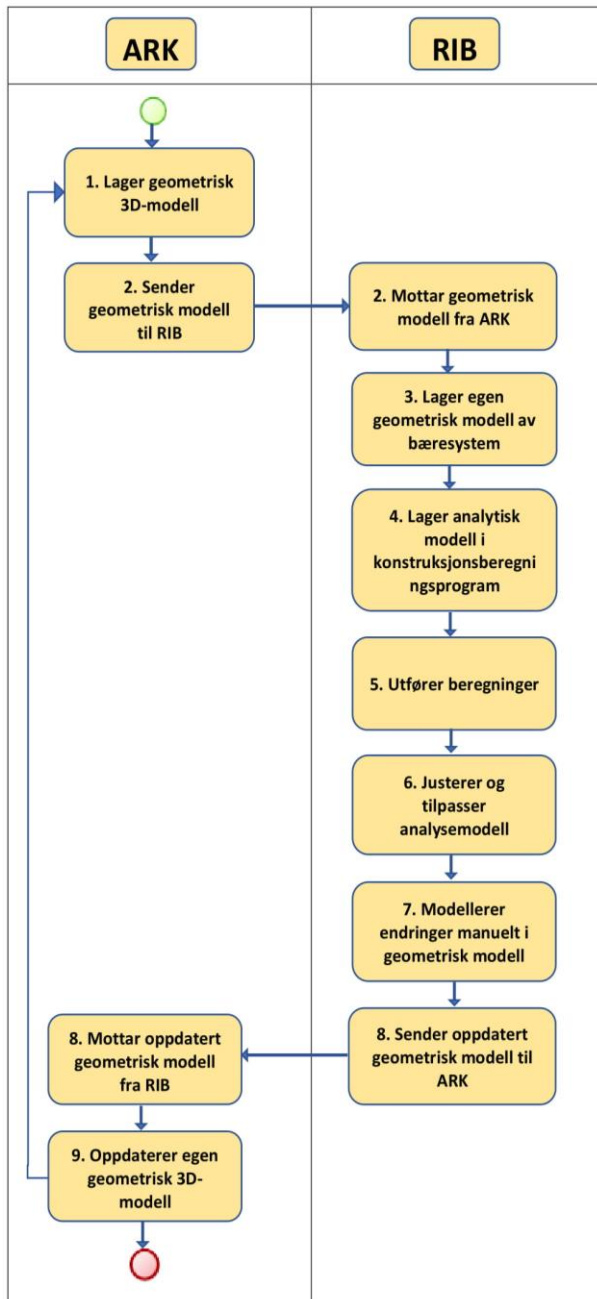 ARK
RIB
1. Lager geometrisk
3D-modell
2. Sender
geometrisk modell
til RIB
2. Mottar geometrisk
modell fra ARK
3. Lager egen
geometrisk modell av
bæresystem
4. Lager analytisk
modell i
konstruksjonsberegni
ngsprogram
5. Utfører beregninger
6. Justerer og
tilpasser
analysemodell
7. Modellerer
endringer manuelt i
geometrisk modell
8. Sender oppdatert
geometrisk modell til
ARK
8. Mottar oppdatert
geometrisk modell
fra RIB
9. Oppdaterer egen
geometrisk 3D-
modell